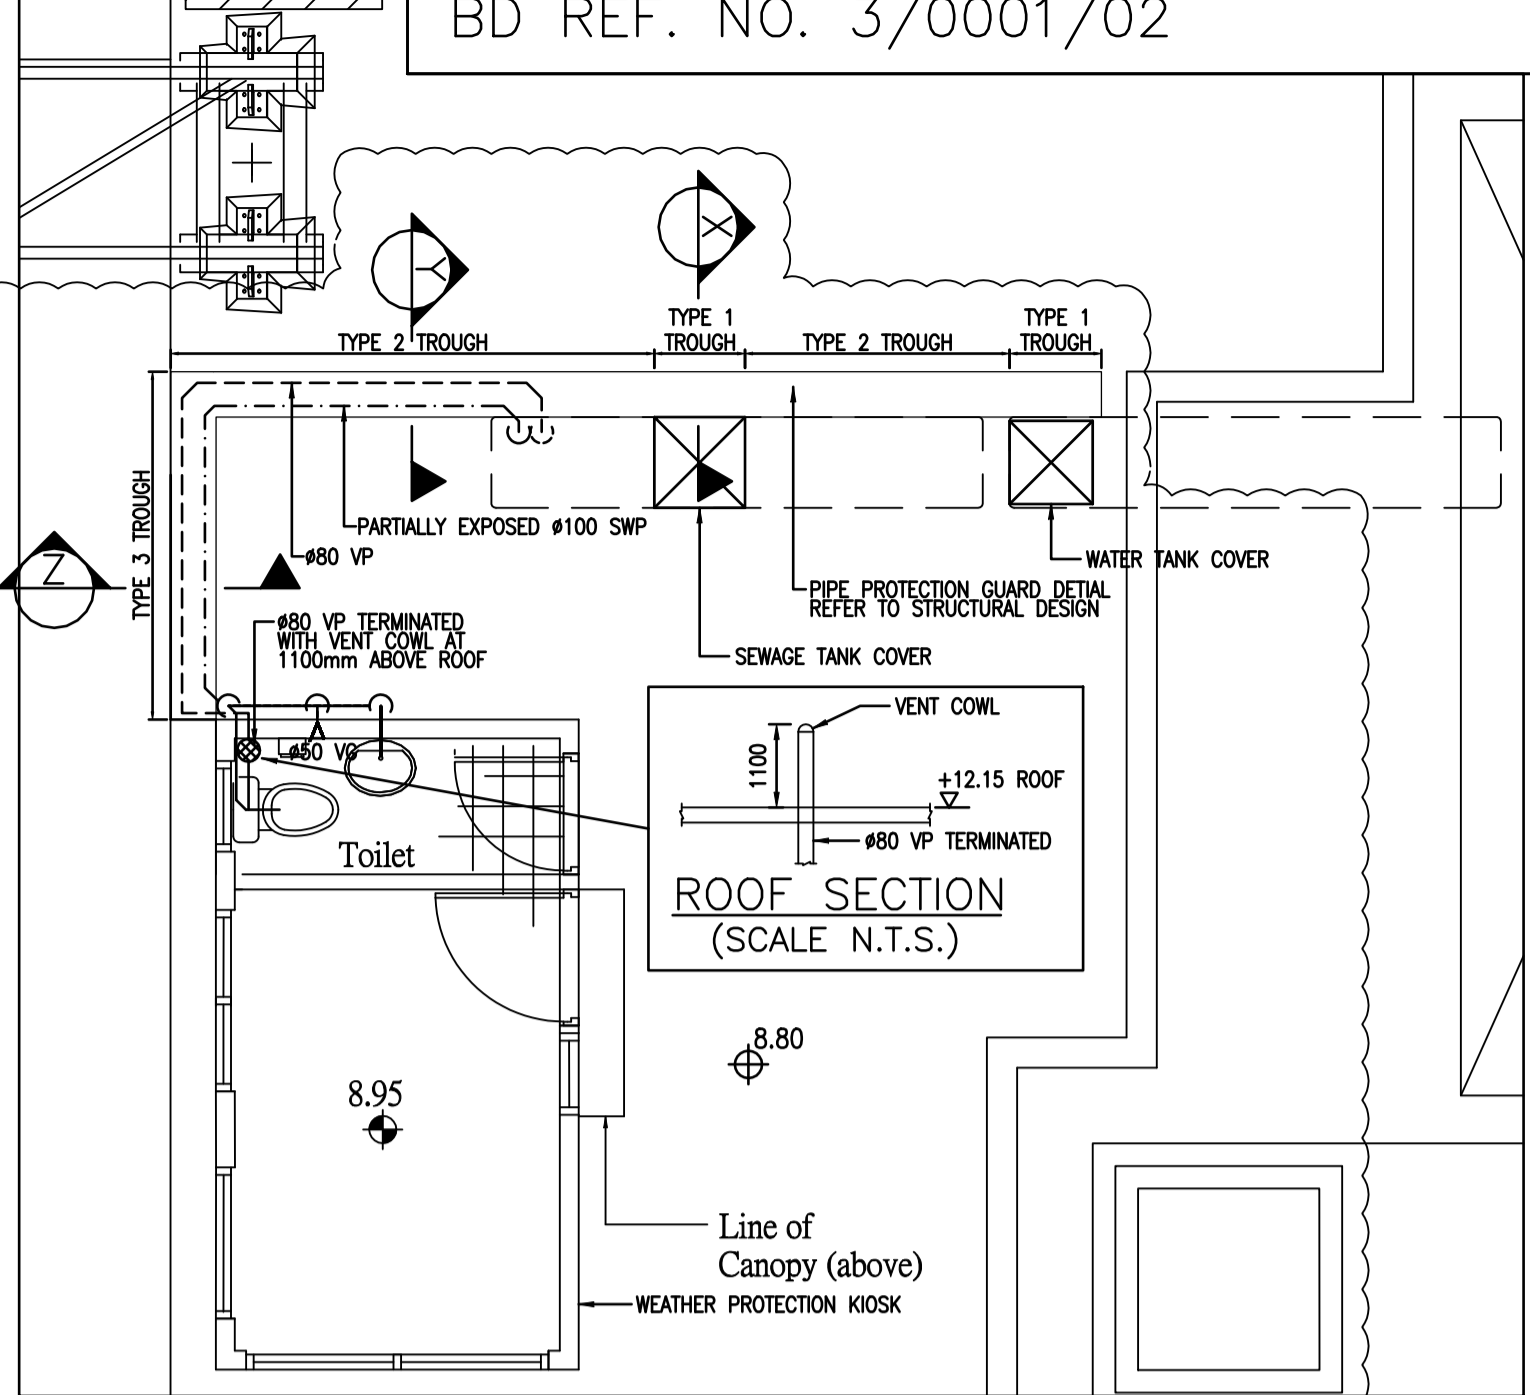 BD REF. NO. 3/0001/02
X
Y
TYPE 1
TROUGH
TYPE 1
TROUGH
TYPE 2 TROUGH
TYPE 2 TROUGH
TYPE 3 TROUGH
PARTIALLY EXPOSED ø100 SWP
ø80 VP
WATER TANK COVER
Z
PIPE PROTECTION GUARD DETIAL
REFER TO STRUCTURAL DESIGN
ø80 VP TERMINATED
WITH VENT COWL AT
1100mm ABOVE ROOF
SEWAGE TANK COVER
VENT COWL
1100
+12.15 ROOF
ø80 VP TERMINATED
ROOF SECTION
(SCALE N.T.S.)
ø50 VG
Toilet
8.80
8.95
Line of
Canopy (above)
WEATHER PROTECTION KIOSK